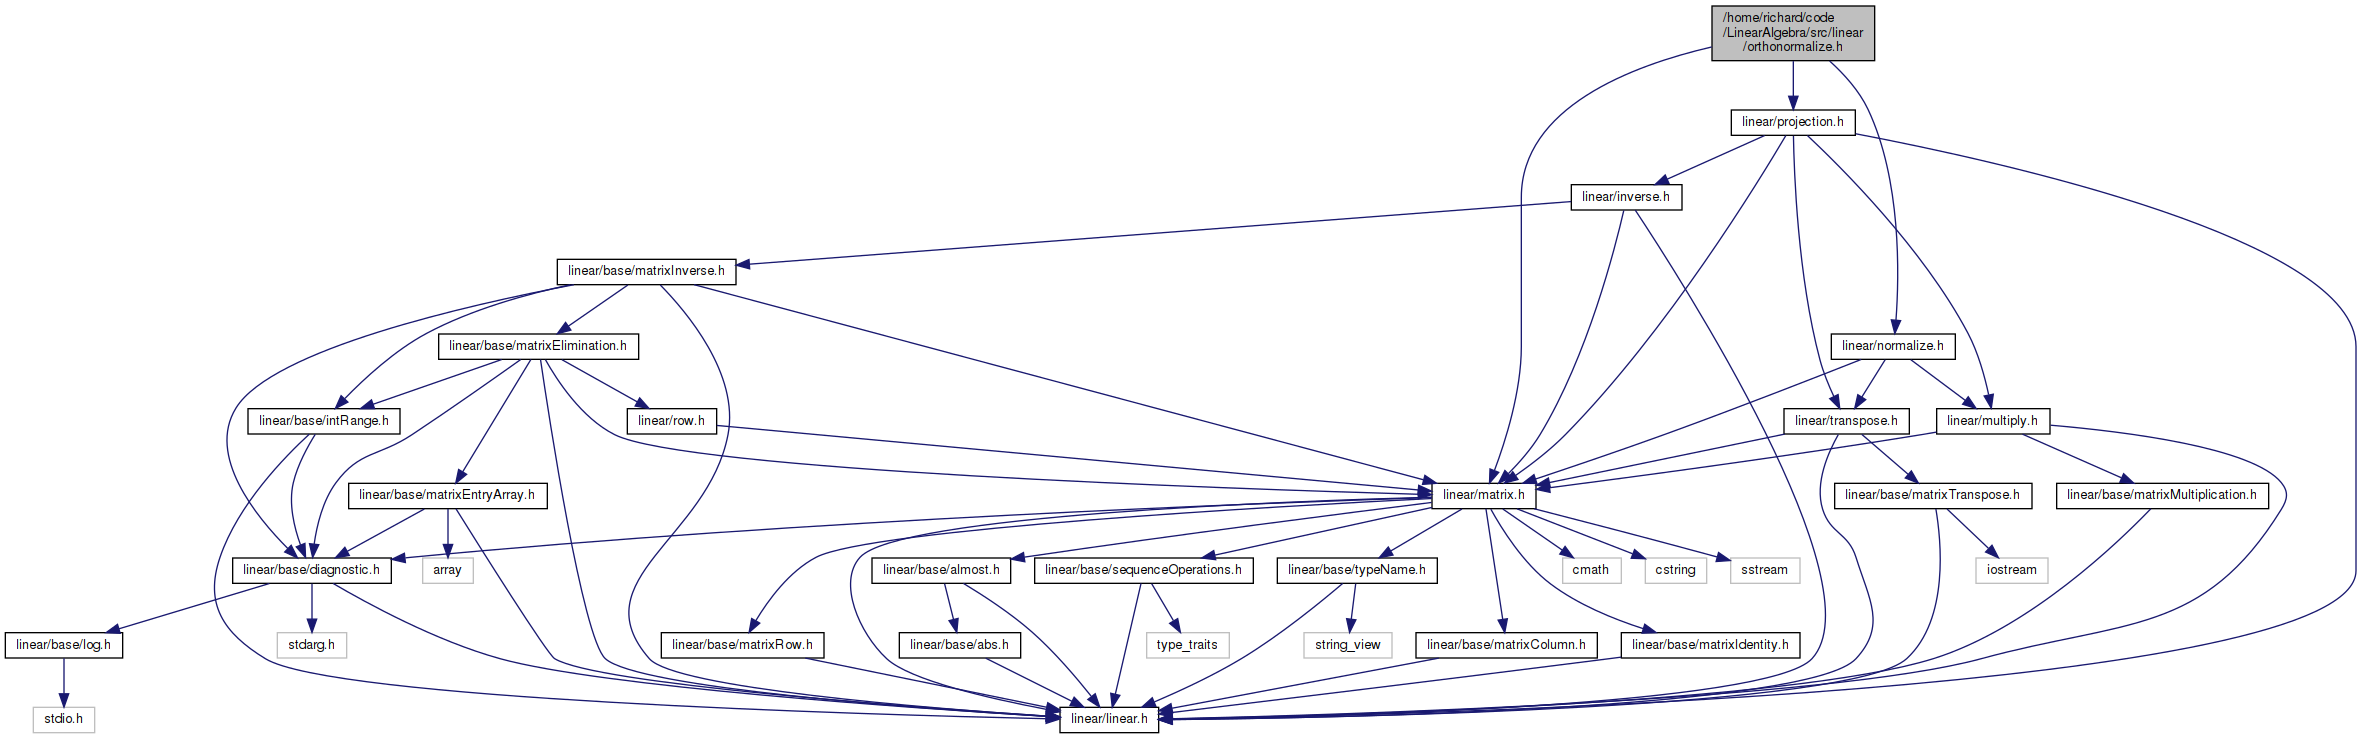 /home/richard/code
/LinearAlgebra/src/linear
/orthonormalize.h
linear/projection.h
linear/inverse.h
linear/base/matrixInverse.h
linear/base/matrixElimination.h
linear/normalize.h
linear/base/intRange.h
linear/row.h
linear/transpose.h
linear/multiply.h
linear/base/matrixEntryArray.h
linear/matrix.h
linear/base/matrixTranspose.h
linear/base/matrixMultiplication.h
linear/base/diagnostic.h
array
linear/base/almost.h
linear/base/sequenceOperations.h
linear/base/typeName.h
cmath
cstring
sstream
iostream
linear/base/log.h
stdarg.h
linear/base/matrixRow.h
linear/base/abs.h
type_traits
string_view
linear/base/matrixColumn.h
linear/base/matrixIdentity.h
stdio.h
linear/linear.h